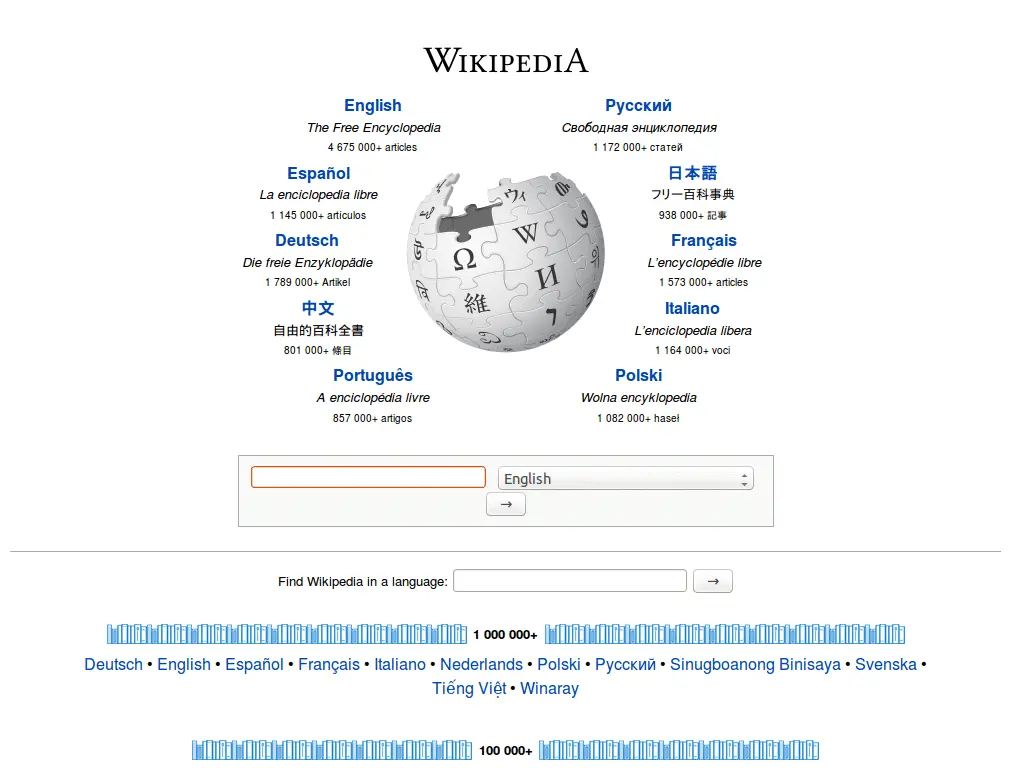 WIKIPEDIA
English
The Free Encyclopedia
4 675 000+ articles
Русский
Свободная энциклопедия
1 172 000+ статей
Español
La enciclopedia libre
1 145 000+ artículos
日本語
フリー百科事典
938 000+ 記事
Deutsch
Die freie Enzyklopädie
1 789 000+ Artikel
Français
L’encyclopédie libre
1 573 000+ articles
中文
自由的百科全書
801 000+ 條目
Italiano
L’enciclopedia libera
1 164 000+ voci
Português
A enciclopédia livre
857 000+ artigos
Polski
Wolna encyklopedia
1 082 000+ haseł
Ω
W
И
維
ウィ
7
English
→
Find Wikipedia in a language:
→
1 000 000+
Deutsch • English • Español • Français • Italiano • Nederlands • Polski • Русский • Sinugboanong Binisaya • Svenska •
Tiếng Việt • Winaray
100 000+